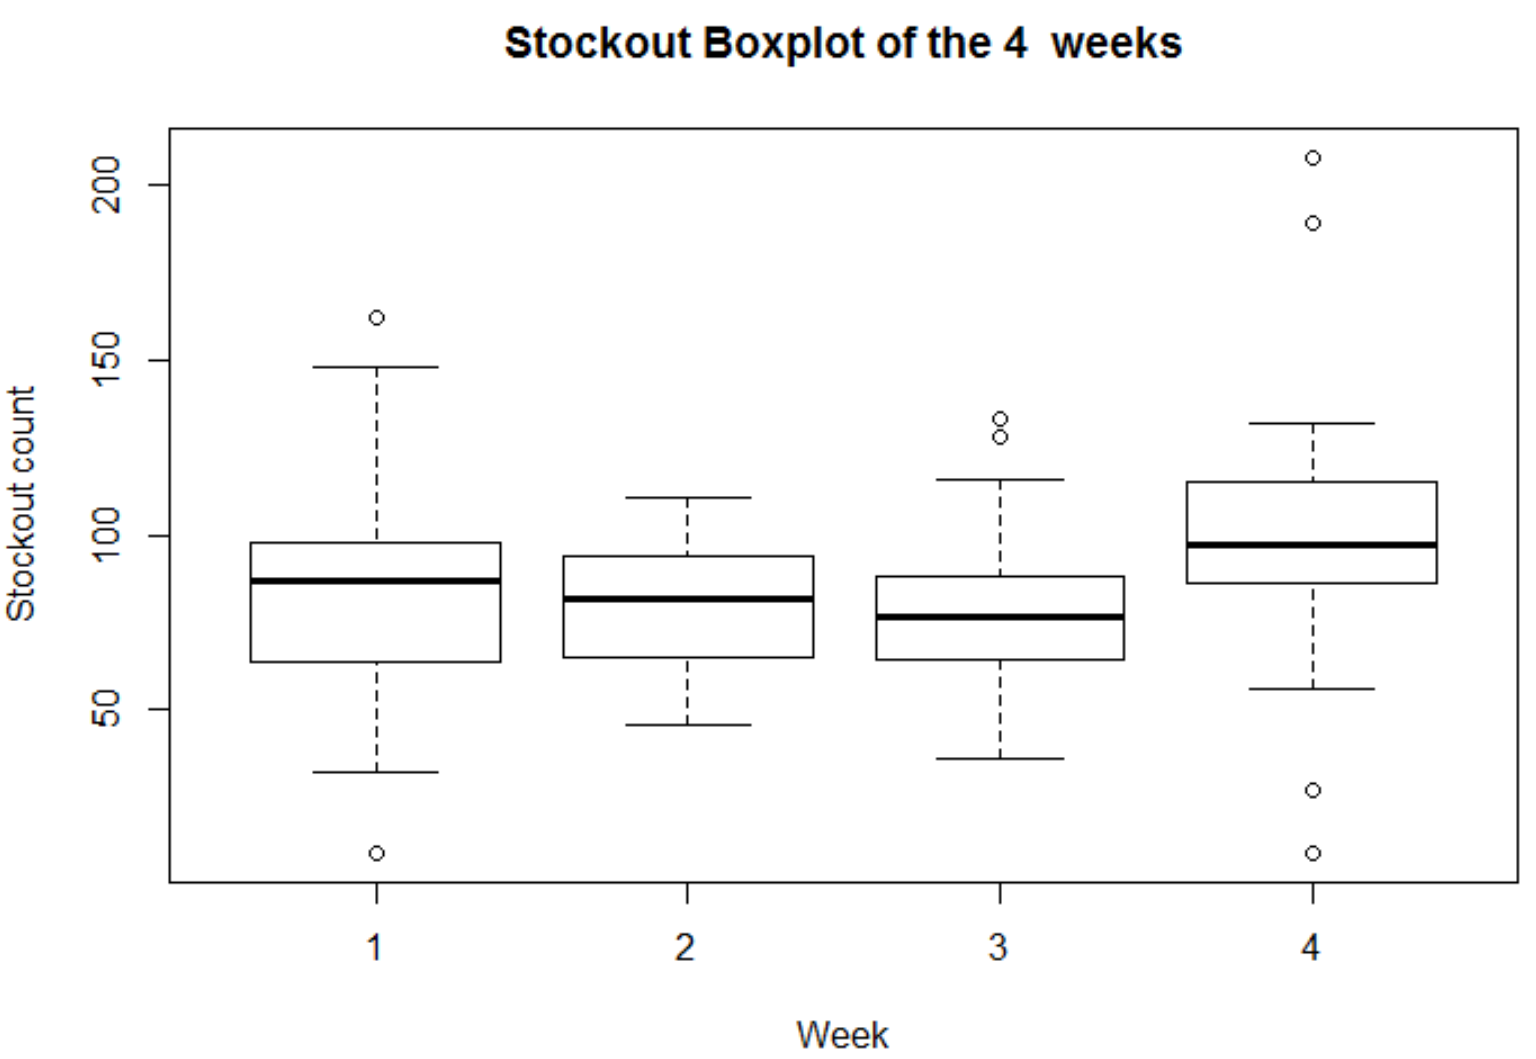 Stockout Boxplot of the 4  weeks
Stockout count
200
150
100
50
1 2 3 4
Week